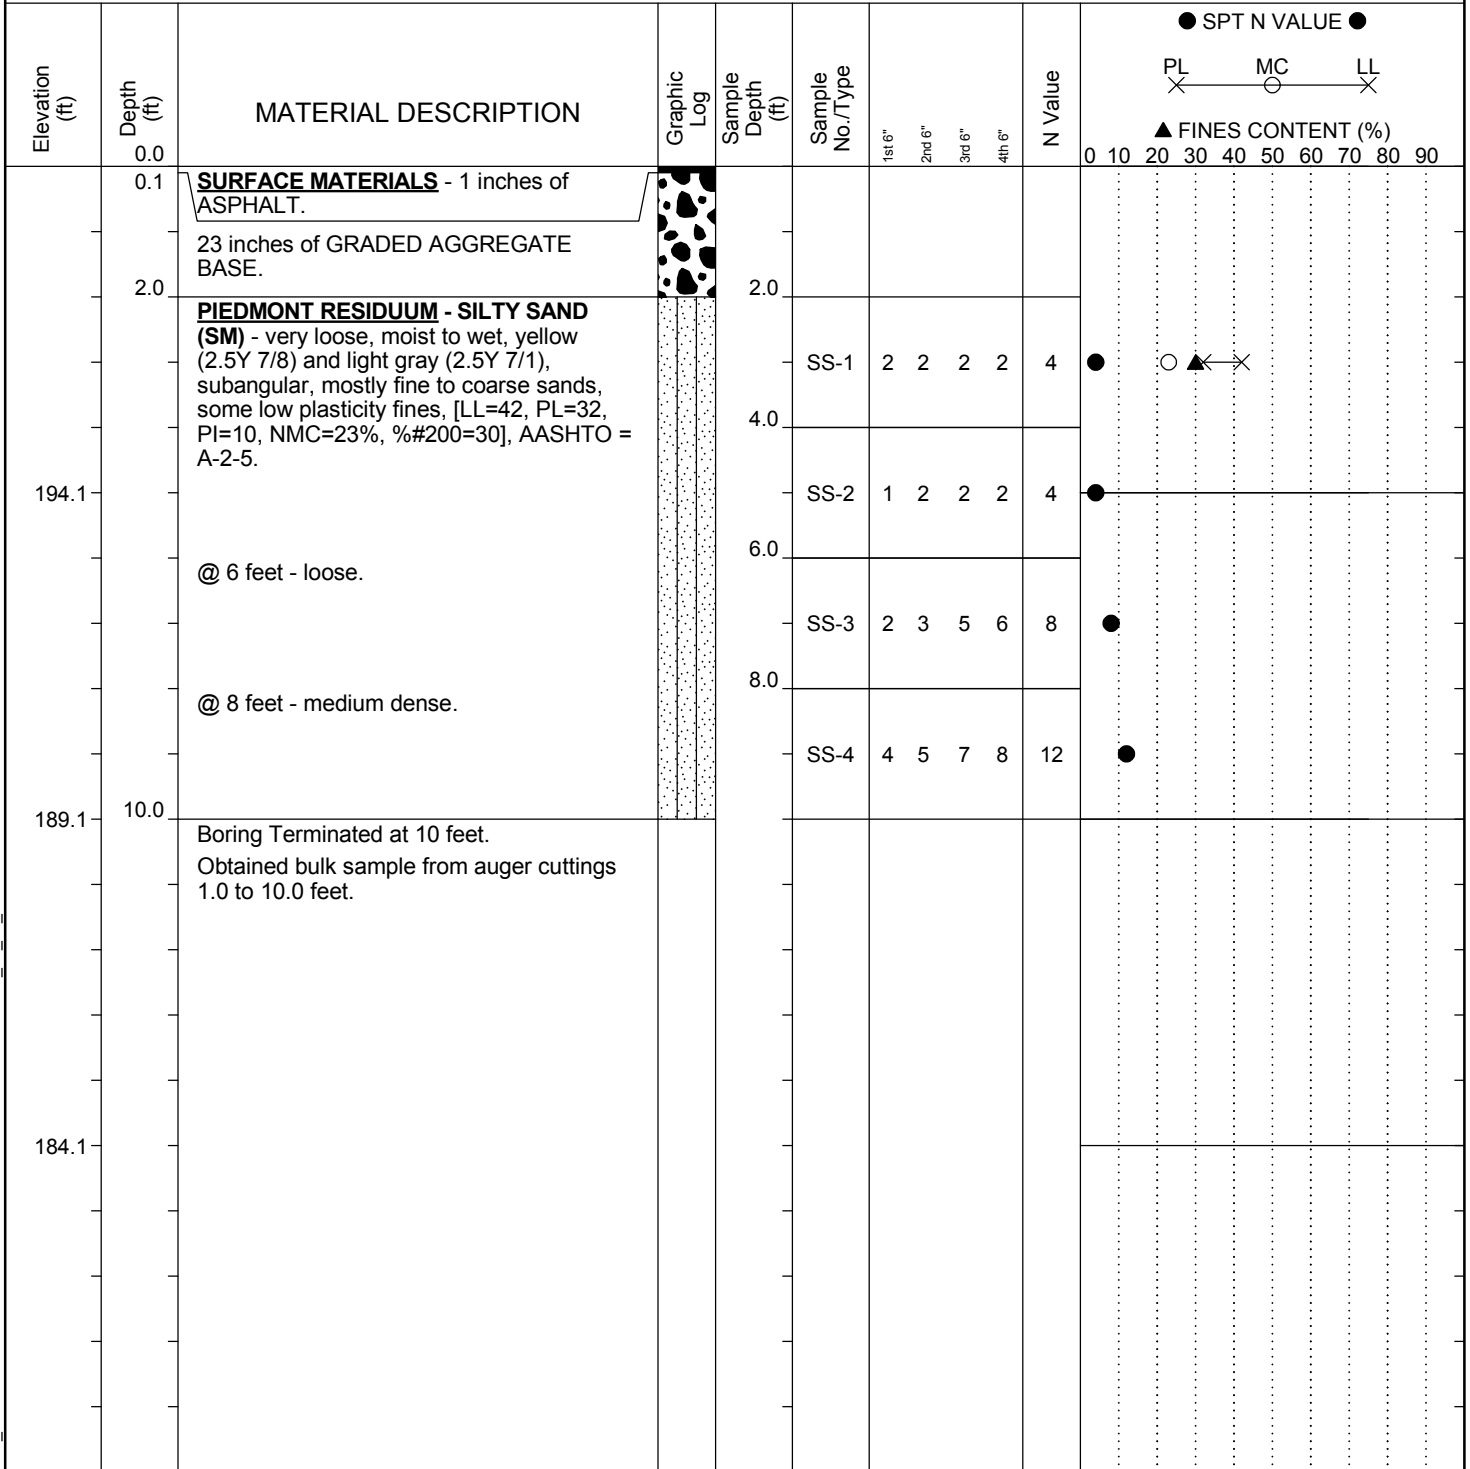 ● SPT N VALUE ●
PL MC LL
▲ FINES CONTENT (%)
0 10 20 30 40 50 60 70 80 90
Elevation
(ft)
Depth
(ft)
0.0
MATERIAL DESCRIPTION
Graphic
Log
Sample
Depth
(ft)
Sample
No./Type
1st 6"
2nd 6"
3rd 6"
4th 6"
N Value
0.1
SURFACE MATERIALS - 1 inches of
ASPHALT.
23 inches of GRADED AGGREGATE
BASE.
2.0 2.0
PIEDMONT RESIDUUM - SILTY SAND
(SM) - very loose, moist to wet, yellow
(2.5Y 7/8) and light gray (2.5Y 7/1),
subangular, mostly fine to coarse sands,
some low plasticity fines, [LL=42, PL=32,
PI=10, NMC=23%, %#200=30], AASHTO =
A-2-5.
SS-1 2 2 2 2 4
4.0
194.1
SS-2 1 2 2 2 4
6.0
@ 6 feet - loose.
SS-3 2 3 5 6 8
8.0
@ 8 feet - medium dense.
SS-4 4 5 7 8 12
189.1 10.0
Boring Terminated at 10 feet.
Obtained bulk sample from auger cuttings
1.0 to 10.0 feet.
184.1